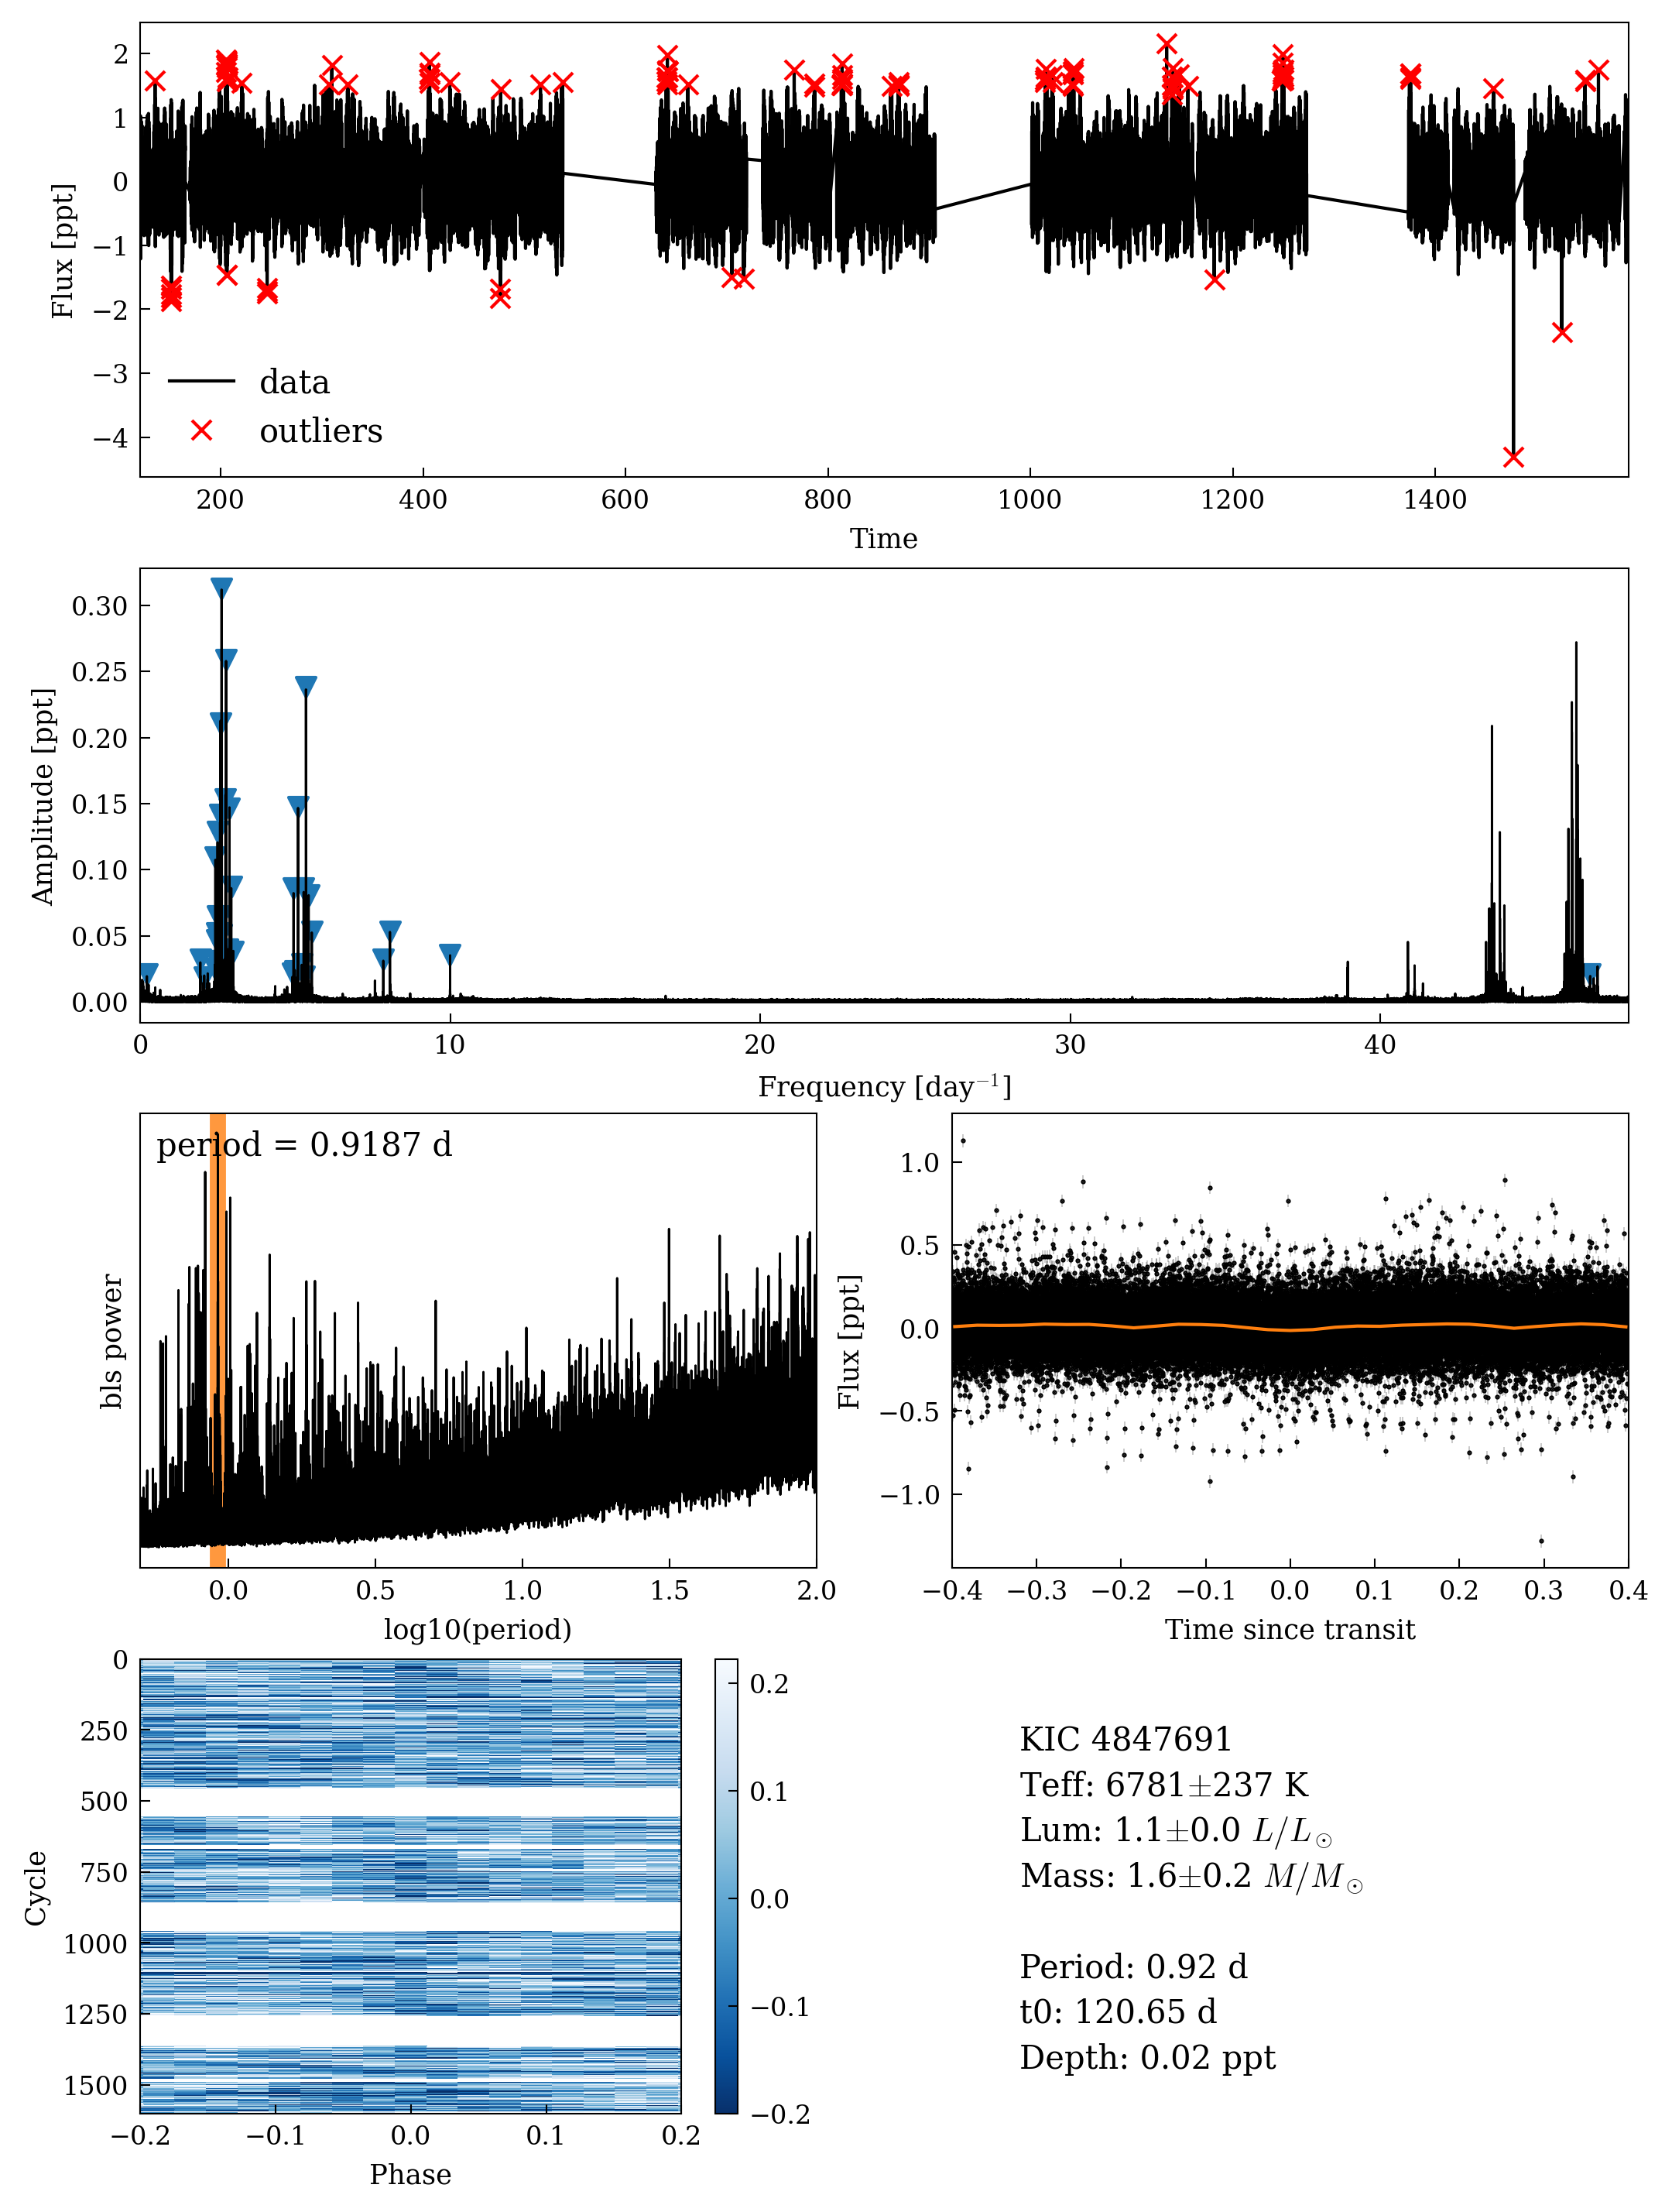 2
1
0
−1
−2
−3
−4
Flux [ppt]
data
outliers
200 400 600 800 1000 1200 1400
Time
0.30
0.25
0.20
0.15
0.10
0.05
0.00
Amplitude [ppt]
0 10 20 30 40
Frequency [day⁻¹]
period = 0.9187 d
bls power
0.0 0.5 1.0 1.5 2.0
log10(period)
1.0
0.5
0.0
−0.5
−1.0
Flux [ppt]
−0.4 −0.3 −0.2 −0.1 0.0 0.1 0.2 0.3 0.4
Time since transit
0
250
500
750
1000
1250
1500
Cycle
−0.2 −0.1 0.0 0.1 0.2
Phase
0.2
0.1
0.0
−0.1
−0.2
KIC 4847691
Teff: 6781±237 K
Lum: 1.1±0.0 L/L⊙
Mass: 1.6±0.2 M/M⊙
Period: 0.92 d
t0: 120.65 d
Depth: 0.02 ppt